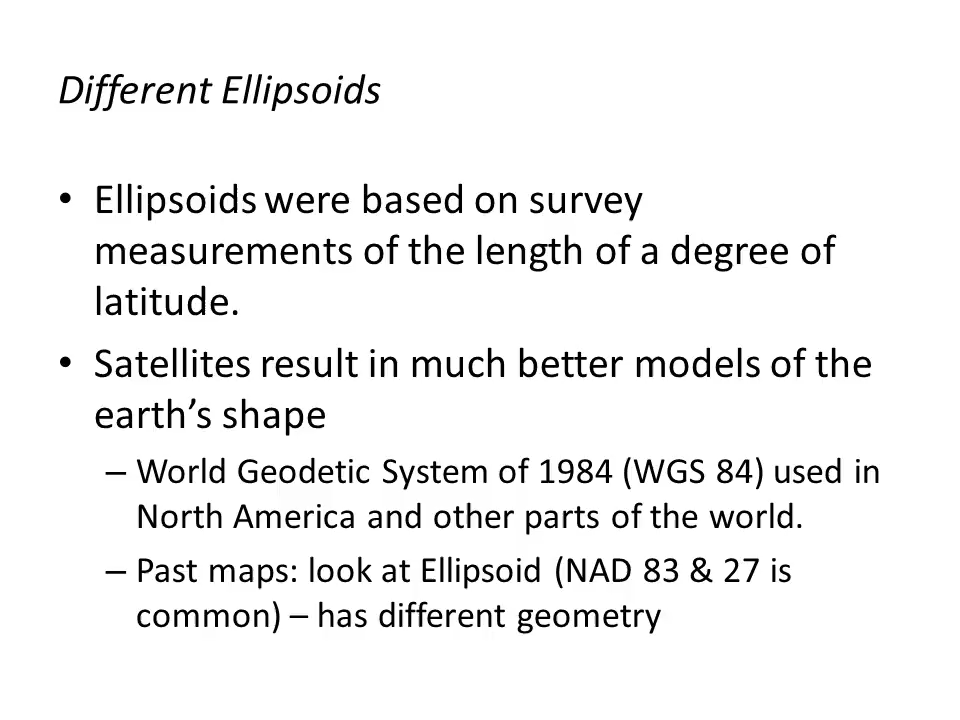 Different Ellipsoids
• Ellipsoids were based on survey
measurements of the length of a degree of
latitude.
• Satellites result in much better models of the
earth’s shape
– World Geodetic System of 1984 (WGS 84) used in
North America and other parts of the world.
– Past maps: look at Ellipsoid (NAD 83 & 27 is
common) – has different geometry